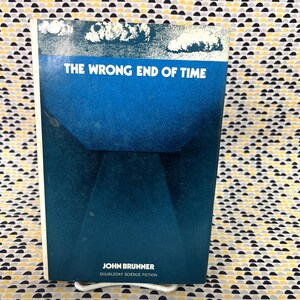 THE WRONG END OF TIME
JOHN BRUNNER
DOUBLEDAY SCIENCE FICTION